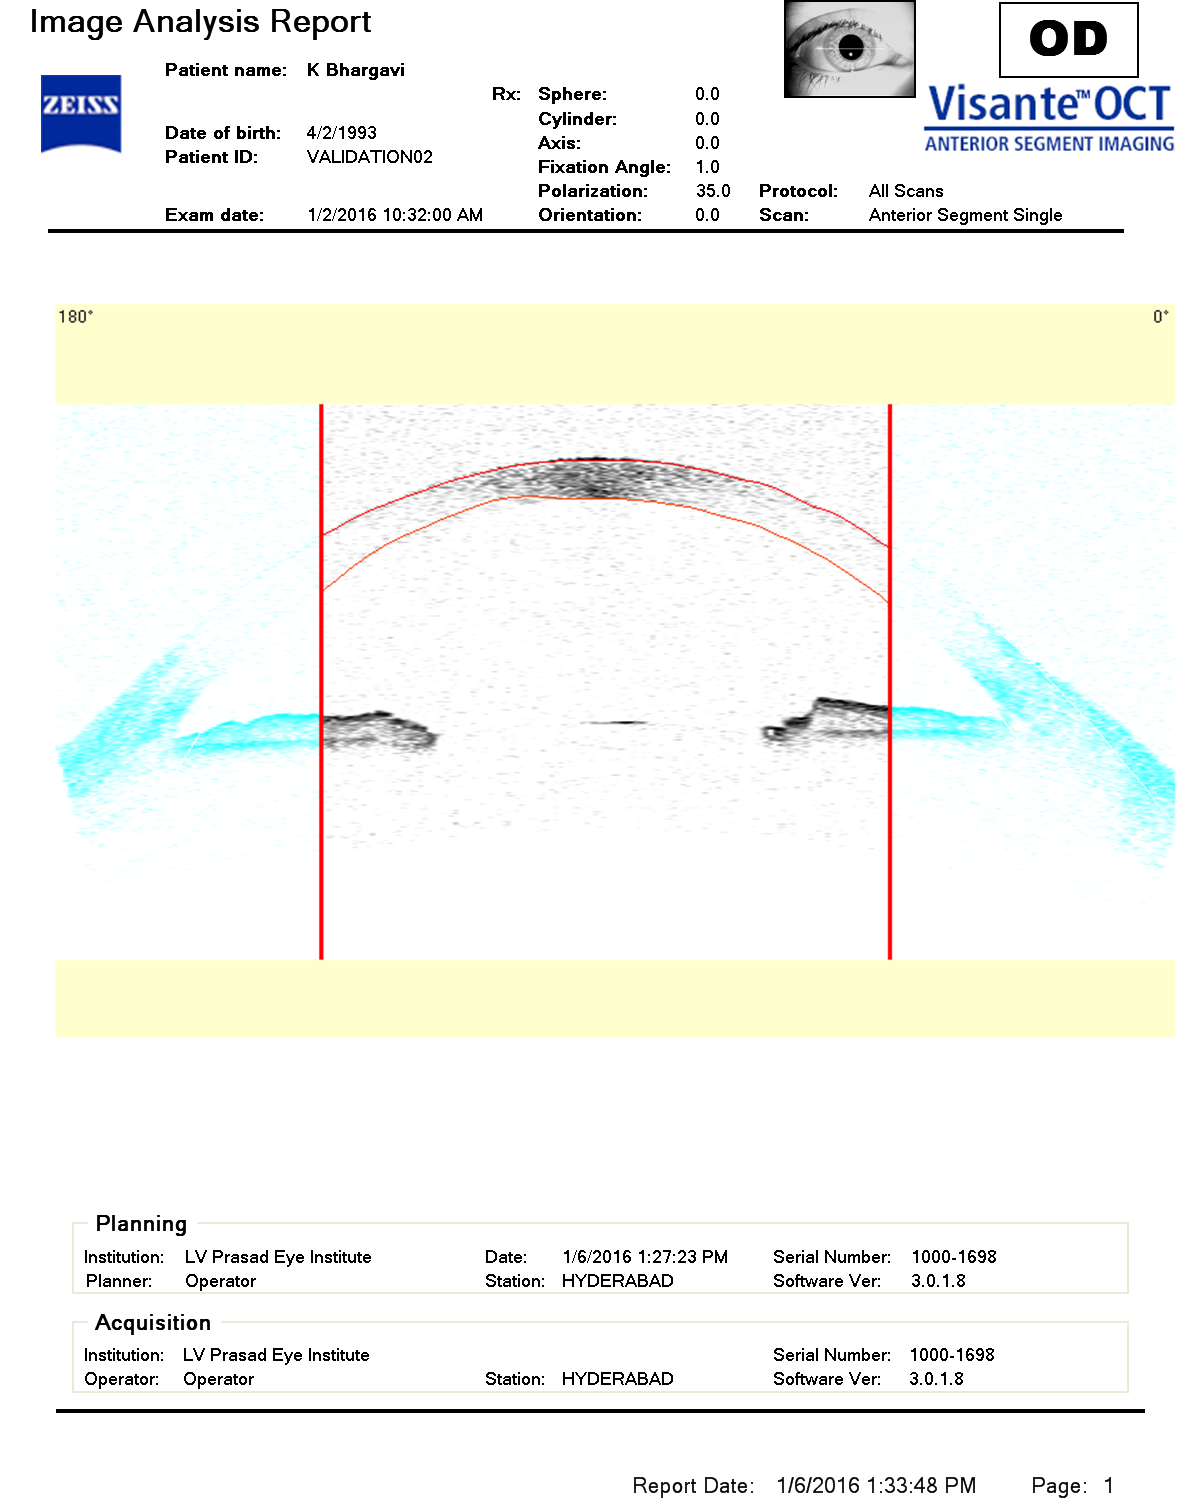 Image Analysis Report
OD
Patient name: K Bhargavi
ZEISS
Rx: Sphere: 0.0
Visante™ OCT
Cylinder: 0.0
Date of birth: 4/2/1993
Axis: 0.0
ANTERIOR SEGMENT IMAGING
Patient ID: VALIDATION02
Fixation Angle: 1.0
Polarization: 35.0 Protocol: All Scans
Exam date: 1/2/2016 10:32:00 AM Orientation: 0.0 Scan: Anterior Segment Single
180° 0°
Planning
Institution: LV Prasad Eye Institute Date: 1/6/2016 1:27:23 PM Serial Number: 1000-1698
Planner: Operator Station: HYDERABAD Software Ver: 3.0.1.8
Acquisition
Institution: LV Prasad Eye Institute Serial Number: 1000-1698
Operator: Operator Station: HYDERABAD Software Ver: 3.0.1.8
Report Date: 1/6/2016 1:33:48 PM Page: 1